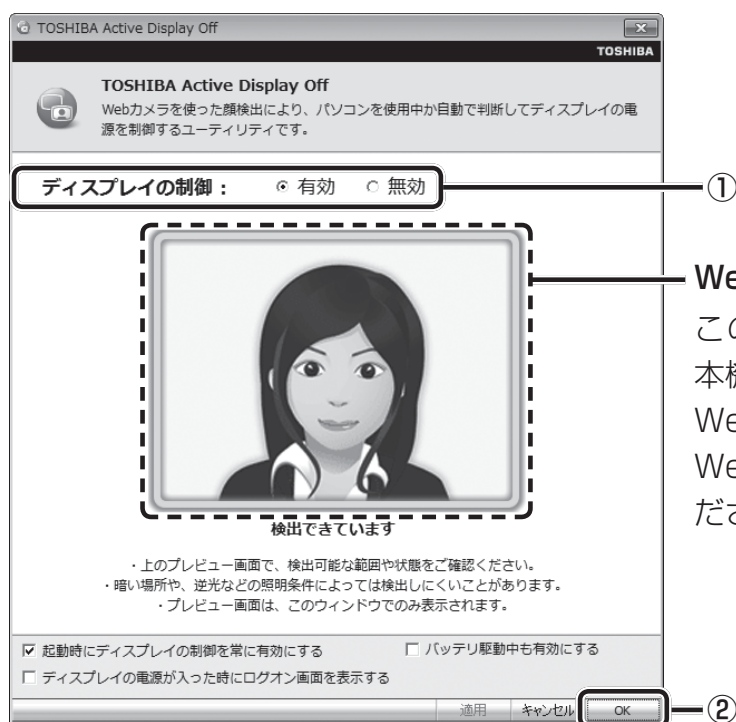 TOSHIBA Active Display Off
TOSHIBA
TOSHIBA Active Display Off
Webカメラを使った顔検出により、パソコンを使用中か自動で判断してディスプレイの電
源を制御するユーティリティです。
ディスプレイの制御： 有効 無効
①
We
この
本機
We
We
ださ
検出できています
・上のプレビュー画面で、検出可能な範囲や状態をご確認ください。
・暗い場所や、逆光などの照明条件によっては検出しにくいことがあります。
・プレビュー画面は、このウィンドウでのみ表示されます。
起動時にディスプレイの制御を常に有効にする バッテリ駆動中も有効にする
ディスプレイの電源が入った時にログオン画面を表示する
適用 キャンセル OK
②